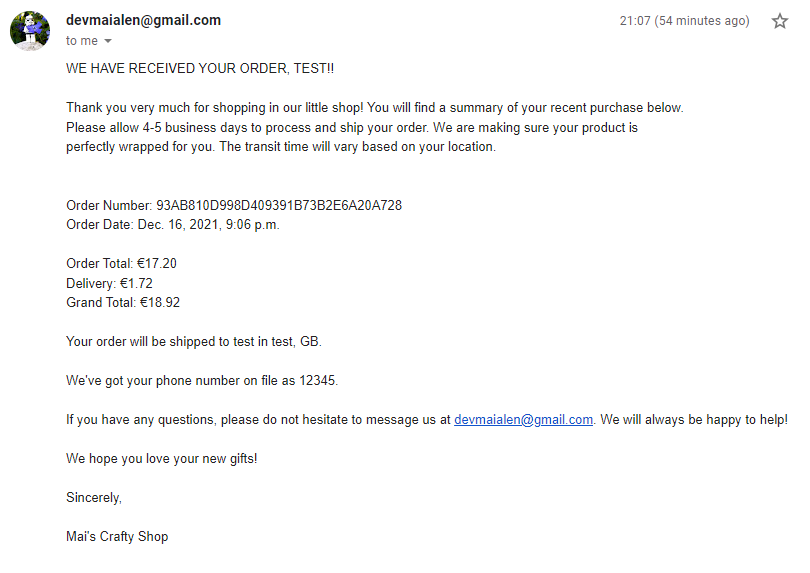 devmaialen@gmail.com
21:07 (54 minutes ago)
to me
WE HAVE RECEIVED YOUR ORDER, TEST!!
Thank you very much for shopping in our little shop! You will find a summary of your recent purchase below.
Please allow 4-5 business days to process and ship your order. We are making sure your product is
perfectly wrapped for you. The transit time will vary based on your location.
Order Number: 93AB810D998D409391B73B2E6A20A728
Order Date: Dec. 16, 2021, 9:06 p.m.
Order Total: €17.20
Delivery: €1.72
Grand Total: €18.92
Your order will be shipped to test in test, GB.
We've got your phone number on file as 12345.
If you have any questions, please do not hesitate to message us at devmaialen@gmail.com. We will always be happy to help!
We hope you love your new gifts!
Sincerely,
Mai's Crafty Shop